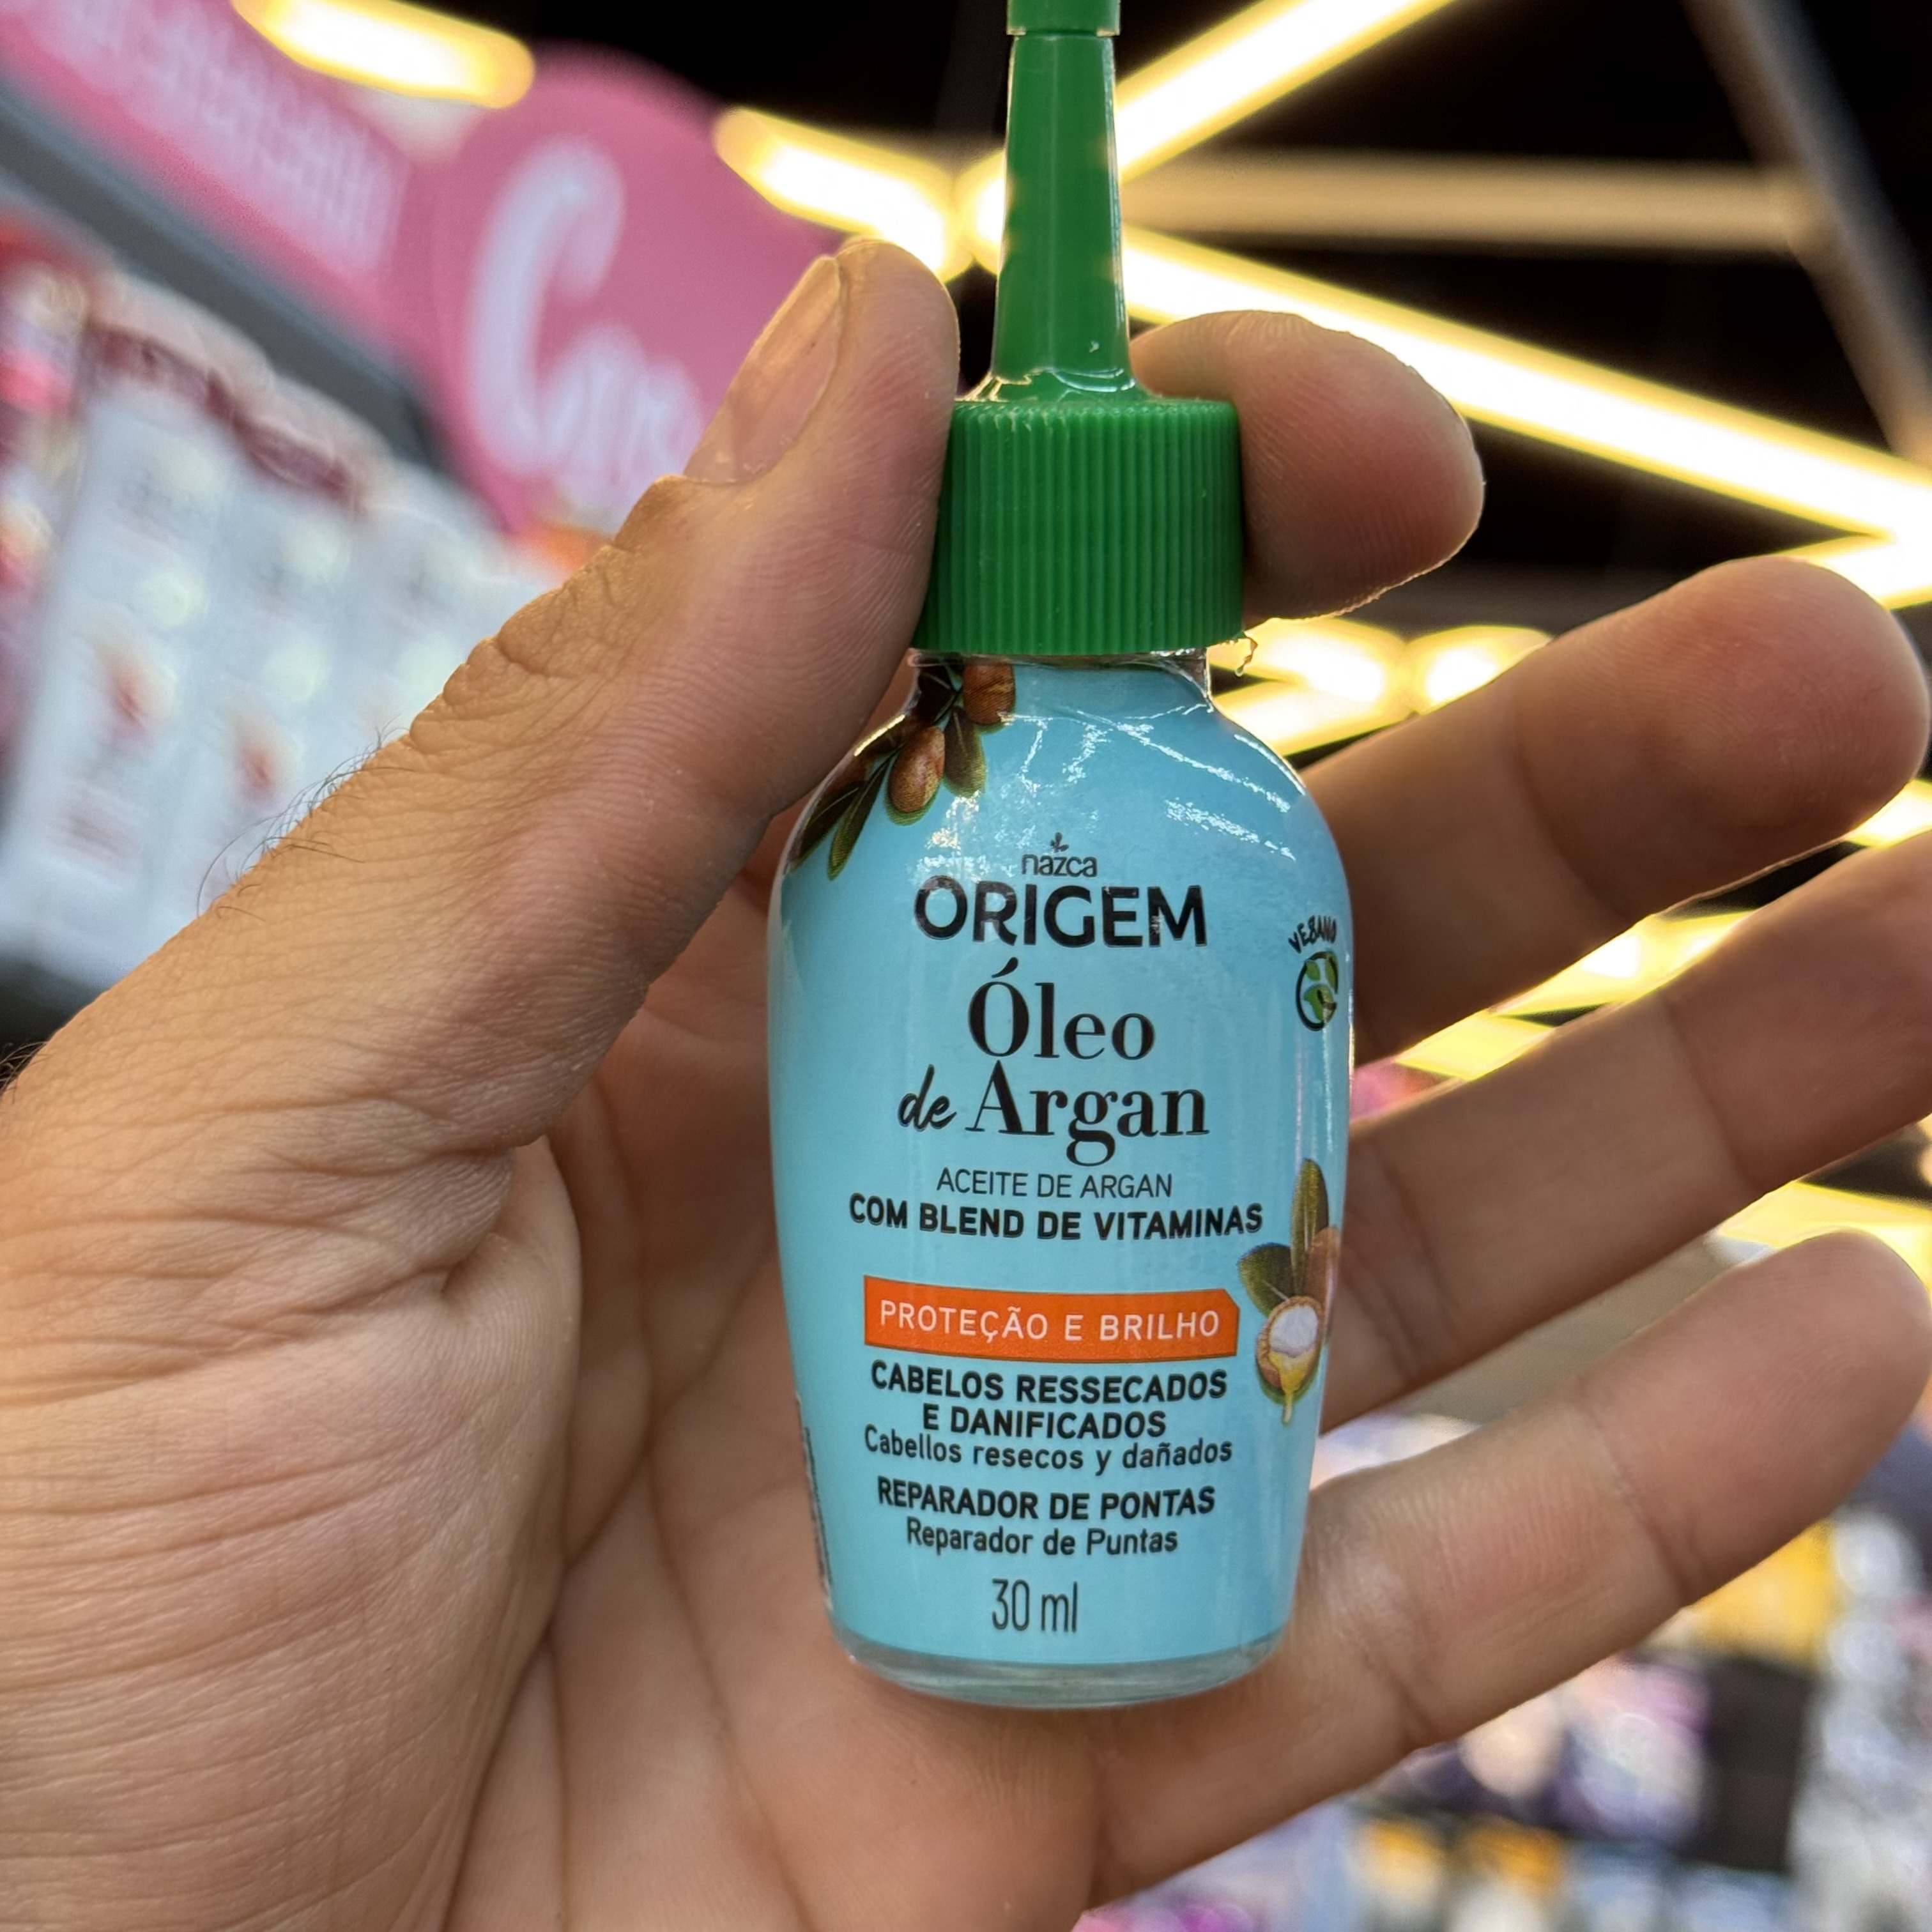 nazca
ORIGEM
VEGANO
Óleo
de Argan
ACEITE DE ARGAN
COM BLEND DE VITAMINAS
PROTEÇÃO E BRILHO
CABELOS RESSECADOS
E DANIFICADOS
Cabellos resecos y dañados
REPARADOR DE PONTAS
Reparador de Puntas
30 ml